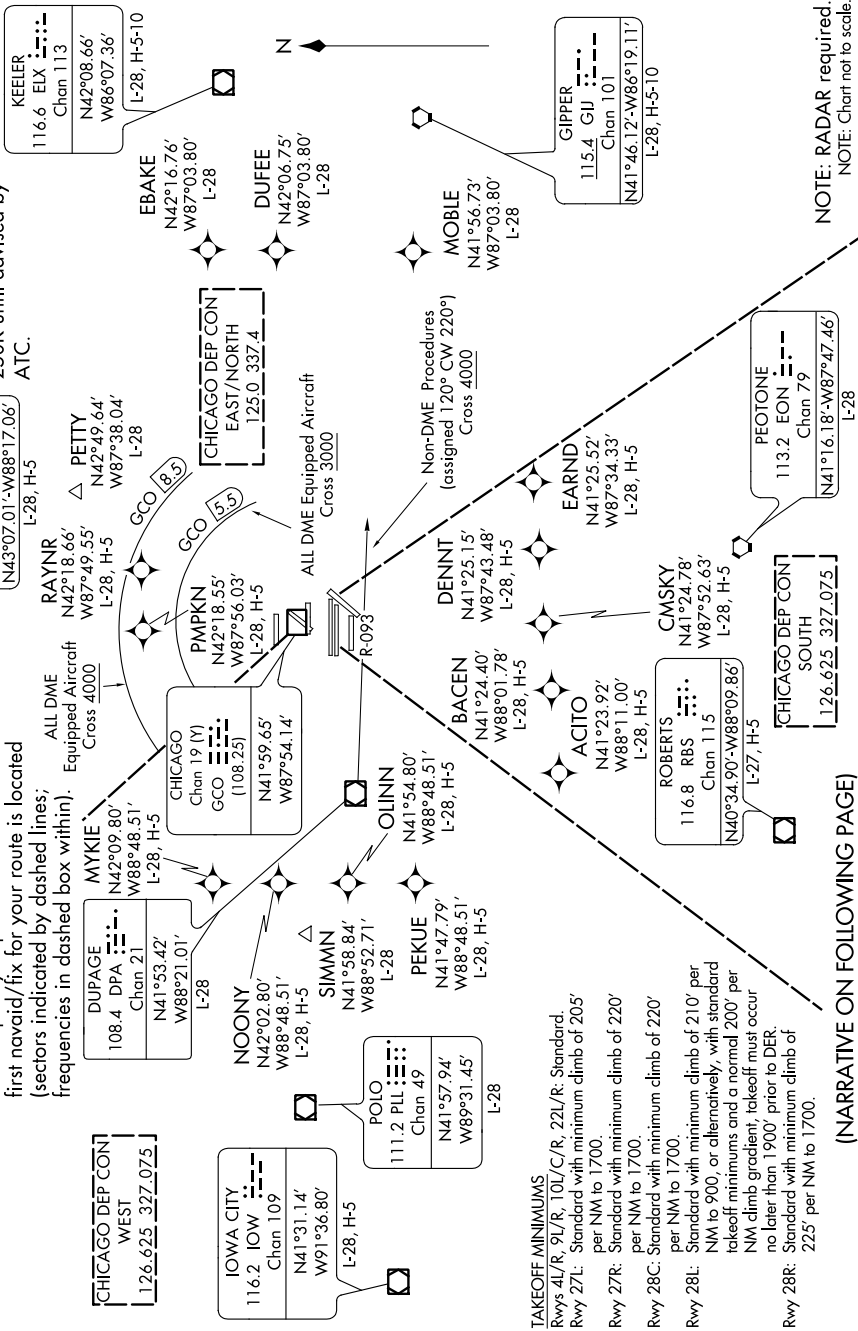 first navaid/fix for your route is located
(sectors indicated by dashed lines;
frequencies in dashed box within).
N43°07.01'-W88°17.06'
L-28, H-5
ATC.
KEELER
116.6 ELX
Chan 113
N42°08.66'
W86°07.36'
L-28, H-5-10
N
RAYNR
N42°18.66'
W87°49.55'
L-28, H-5
PETTY
N42°49.64'
W87°38.04'
L-28
GCO 8.5
GCO 5.5
ALL DME
Equipped Aircraft
Cross 4000
PMPKN
N42°18.55'
W87°56.03'
L-28, H-5
EBAKE
N42°16.76'
W87°03.80'
L-28
DUFEE
N42°06.75'
W87°03.80'
L-28
CHICAGO DEP CON
EAST/NORTH
125.0 337.4
ALL DME Equipped Aircraft
Cross 3000
MOBLE
N41°56.73'
W87°03.80'
L-28
GIPPER
115.4 GIJ
Chan 101
N41°46.12'-W86°19.11'
L-28, H-5-10
CHICAGO
Chan 19 (Y)
GCO
(108.25)
N41°59.65'
W87°54.14'
R-093
Non-DME Procedures
(assigned 120° CW 220°)
Cross 4000
MYKIE
N42°09.80'
W88°48.51'
L-28, H-5
DUPAGE
108.4 DPA
Chan 21
N41°53.42'
W88°21.01'
L-28
NOONY
N42°02.80'
W88°48.51'
L-28, H-5
SIMMN
N41°58.84'
W88°52.71'
L-28
OLINN
N41°54.80'
W88°48.51'
L-28, H-5
PEKUE
N41°47.79'
W88°48.51'
L-28, H-5
CHICAGO DEP CON
WEST
126.625 327.075
POLO
111.2 PLL
Chan 49
N41°57.94'
W89°31.45'
L-28
IOWA CITY
116.2 IOW
Chan 109
N41°31.14'
W91°36.80'
L-28, H-5
BACEN
N41°24.40'
W88°01.78'
L-28, H-5
DENNT
N41°25.15'
W87°43.48'
L-28, H-5
EARND
N41°25.52'
W87°34.33'
L-28, H-5
ACITO
N41°23.92'
W88°11.00'
L-28, H-5
CMSKY
N41°24.78'
W87°52.63'
L-28, H-5
PEOTONE
113.2 EON
Chan 79
N41°16.18'-W87°47.46'
L-28
ROBERTS
116.8 RBS
Chan 115
N40°34.90'-W88°09.86'
L-27, H-5
CHICAGO DEP CON
SOUTH
126.625 327.075
NOTE: RADAR required.
NOTE: Chart not to scale.
TAKEOFF MINIMUMS
Rwys 4L/R, 9L/R, 10L/C/R, 22L/R: Standard.
Rwy 27L: Standard with minimum climb of 205'
per NM to 1700.
Rwy 27R: Standard with minimum climb of 220'
per NM to 1700.
Rwy 28C: Standard with minimum climb of 220'
per NM to 1700.
Rwy 28L: Standard with minimum climb of 210' per
NM to 900, or alternatively, with standard
takeoff minimums and a normal 200' per
NM climb gradient, takeoff must occur
no later than 1900' prior to DER.
Rwy 28R: Standard with minimum climb of
225' per NM to 1700.
(NARRATIVE ON FOLLOWING PAGE)